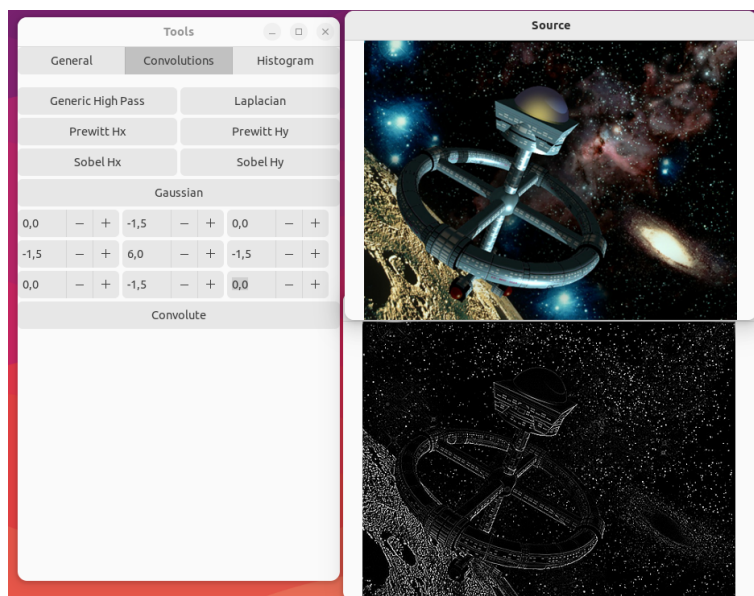 Tools
Source
General Convolutions Histogram
Generic High Pass Laplacian
Prewitt Hx Prewitt Hy
Sobel Hx Sobel Hy
Gaussian
0,0 − + -1,5 − + 0,0 − +
-1,5 − + 6,0 − + -1,5 − +
0,0 − + -1,5 − + 0,0 − +
Convolute